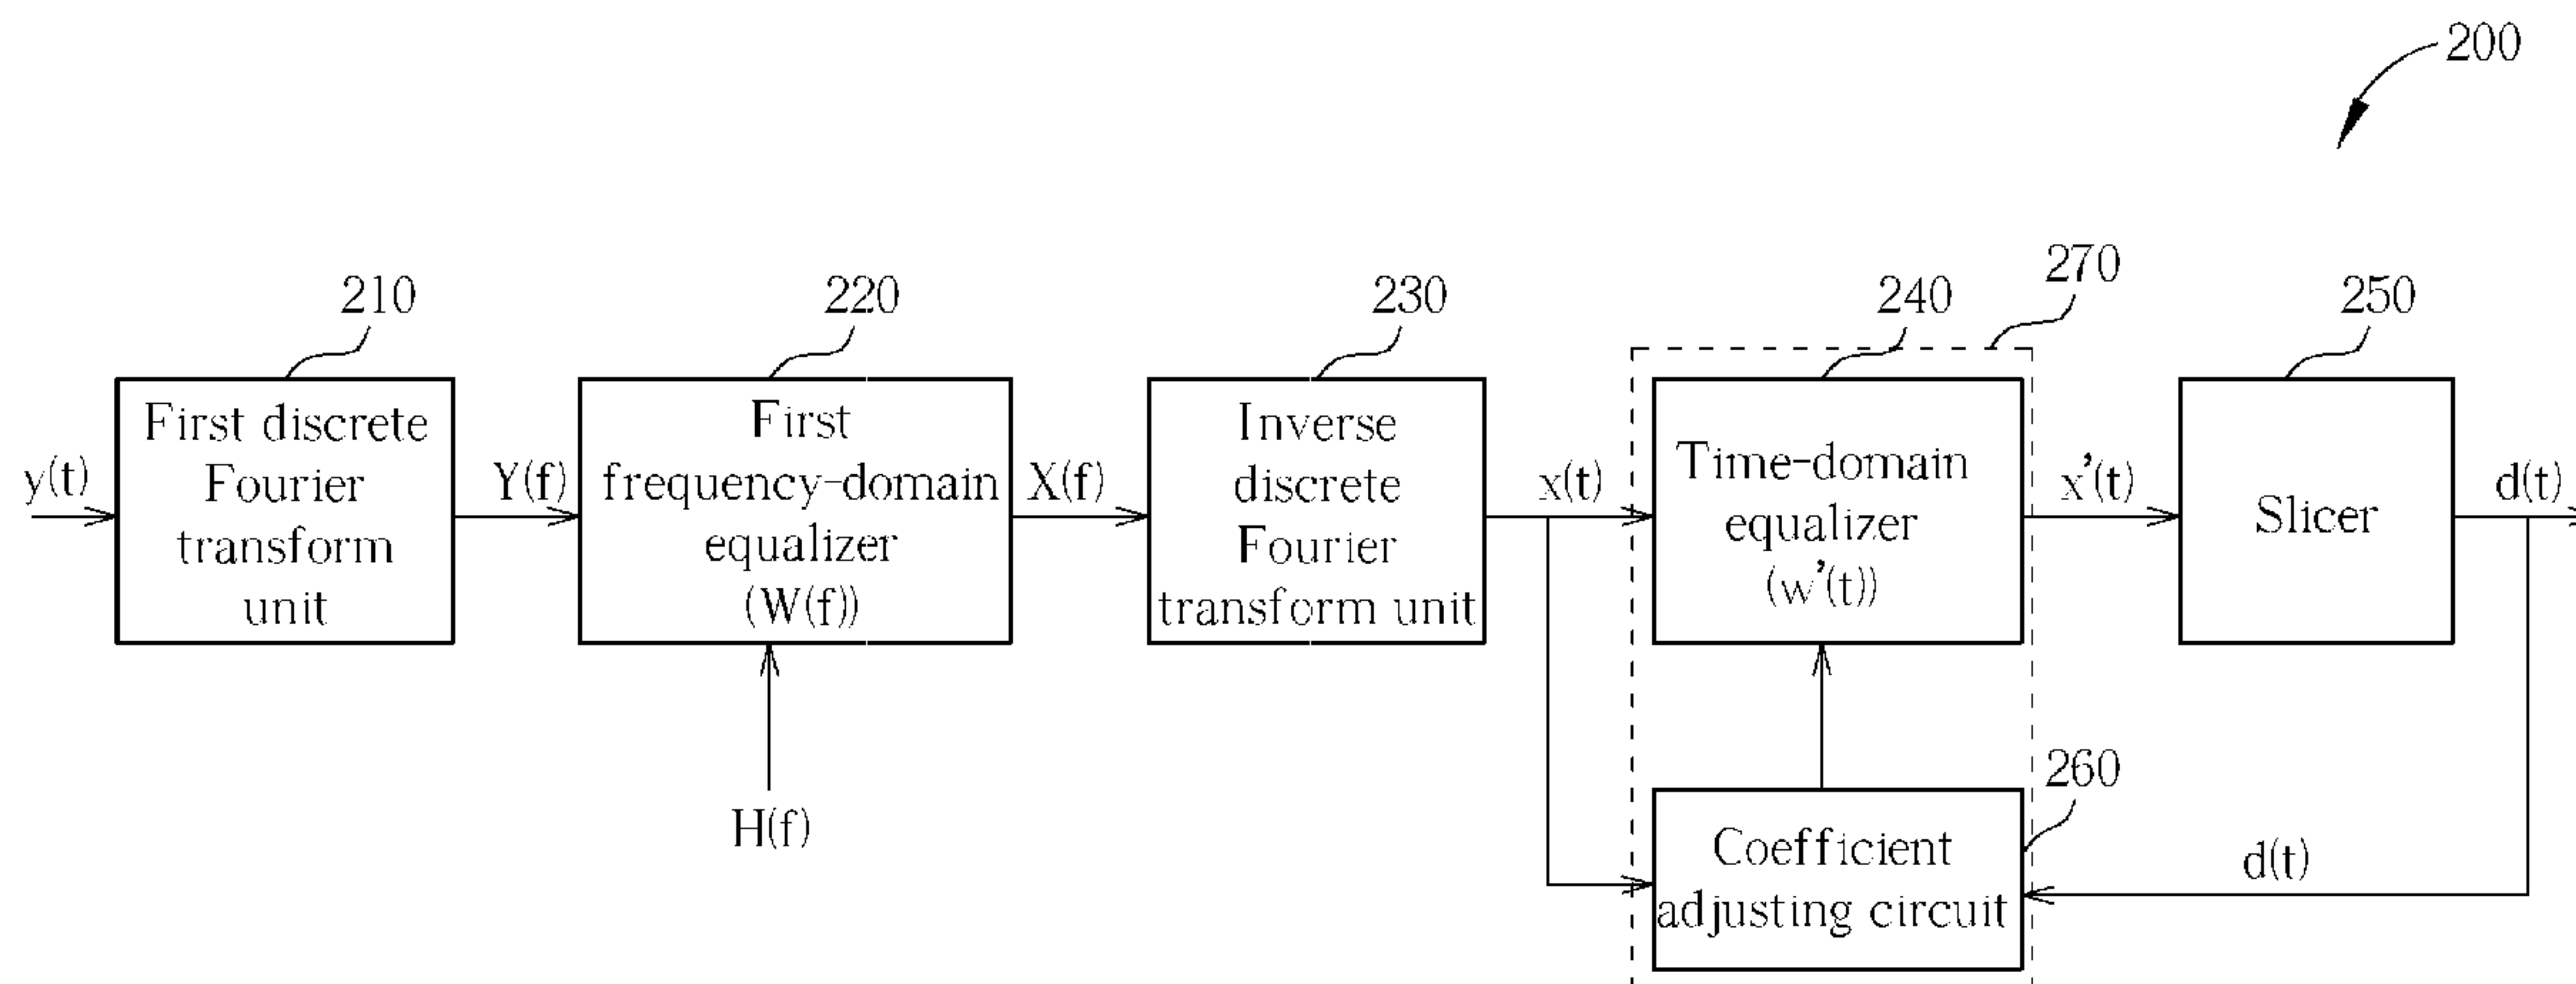 200
210
220
230
240
270
250
y(t)
First discrete
Fourier
transform
unit
Y(f)
First
frequency-domain
equalizer
(W(f))
X(f)
Inverse
discrete
Fourier
transform unit
x(t)
Time-domain
equalizer
(w'(t))
x'(t)
Slicer
d(t)
H(f)
260
Coefficient
adjusting circuit
d(t)